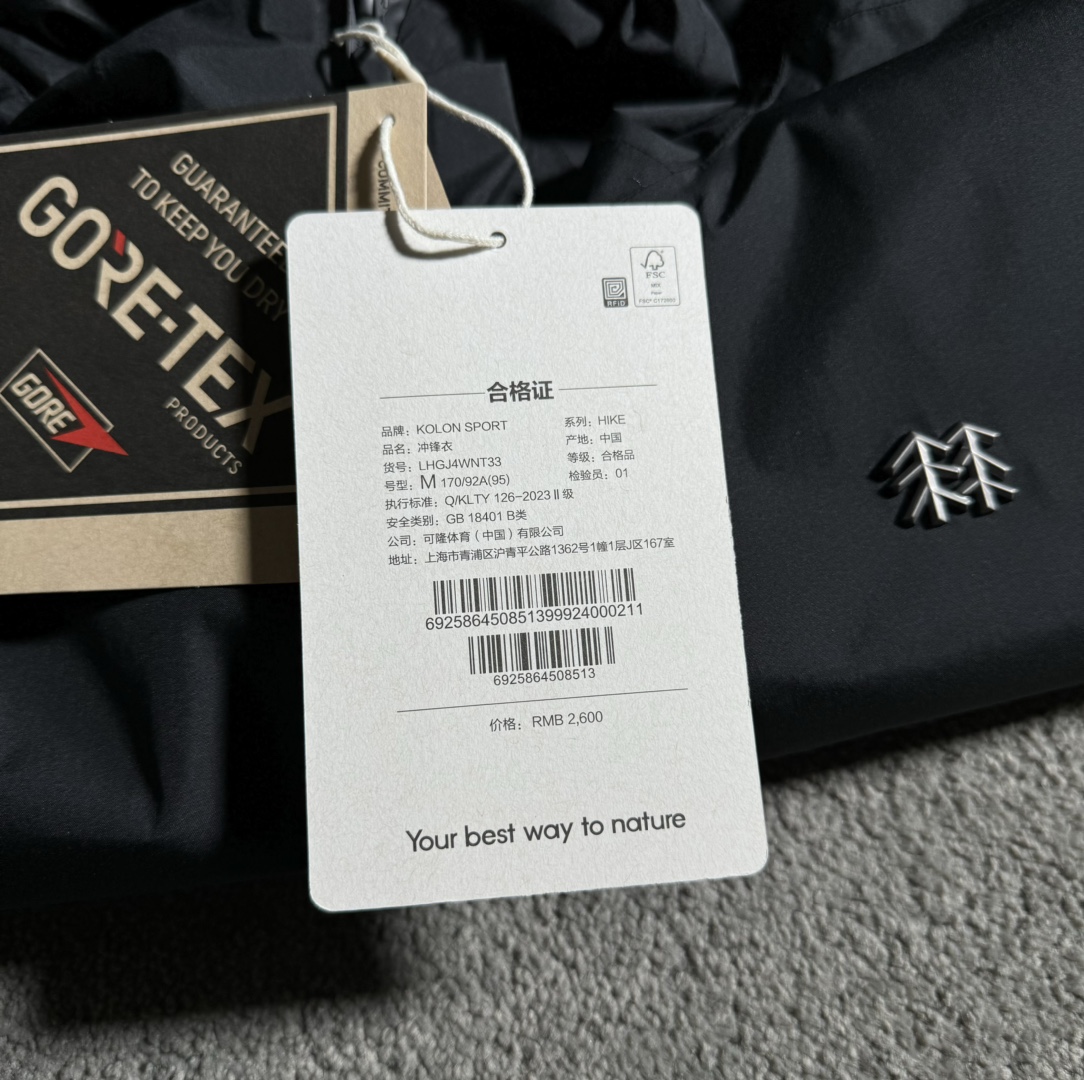 GUARANTEED
TO KEEP YOU DRY
GORE-TEX
PRODUCTS
GORE
RFID
FSC
MIX
Paper
合格证
品牌：KOLON SPORT
系列：HIKE
品名：冲锋衣
产地：中国
货号：LHGJ4WNT33
等级：合格品
号型：M 170/92A(95)
检验员：01
执行标准：Q/KLTY 126-2023 II 级
安全类别：GB 18401 B类
公司：可隆体育（中国）有限公司
地址：上海市青浦区沪青平公路1362号1幢1层J区167室
692586450851399924000211
6925864508513
价格：RMB 2,600
Your best way to nature